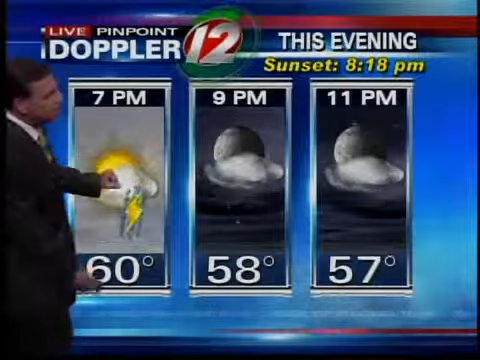 LIVE PINPOINT
DOPPLER 12
THIS EVENING
Sunset: 8:18 pm
7 PM
9 PM
11 PM
60°
58°
57°